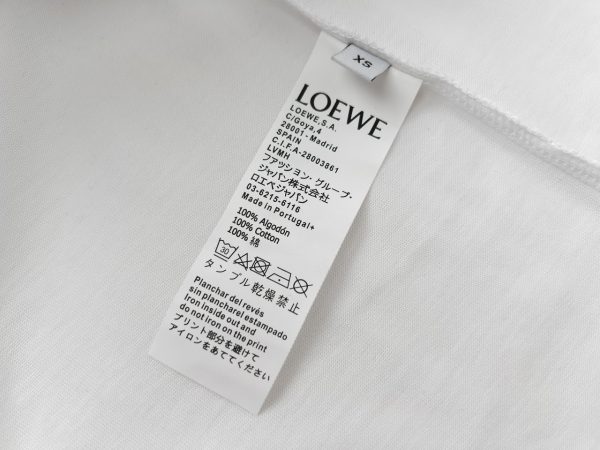 XS
LOEWE
LOEWE,S.A.
C/Goya,4
28001 - Madrid
SPAIN
C.I.F.A-28003861
LVMH
ファッション・グループ・
ジャパン株式会社
ロエベジャパン
03-6215-6116
Made in Portugal+
100% Algodón
100% Cotton
100% 綿
30
タンブル乾燥禁止
Planchar del revés
sin plancharel estampado
Iron inside out and
do not iron on the print
プリント部分を避けて
アイロンをあててください